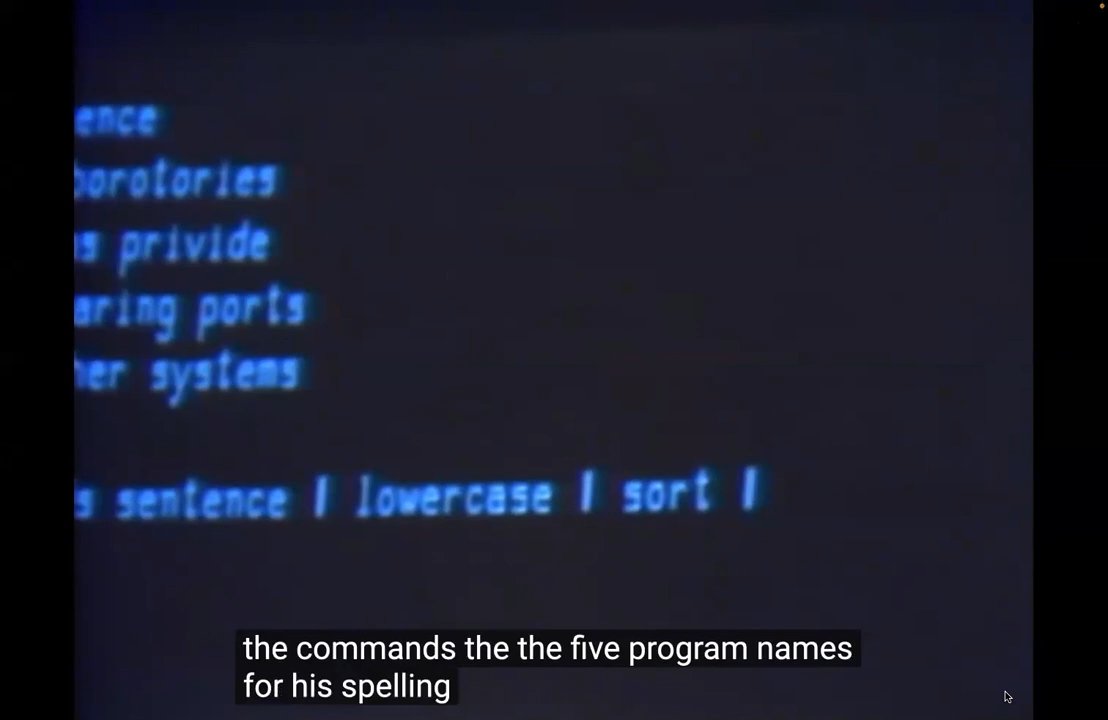 ence
borotories
s privide
aring ports
her systems
s sentence | lowercase | sort |
the commands the the five program names
for his spelling